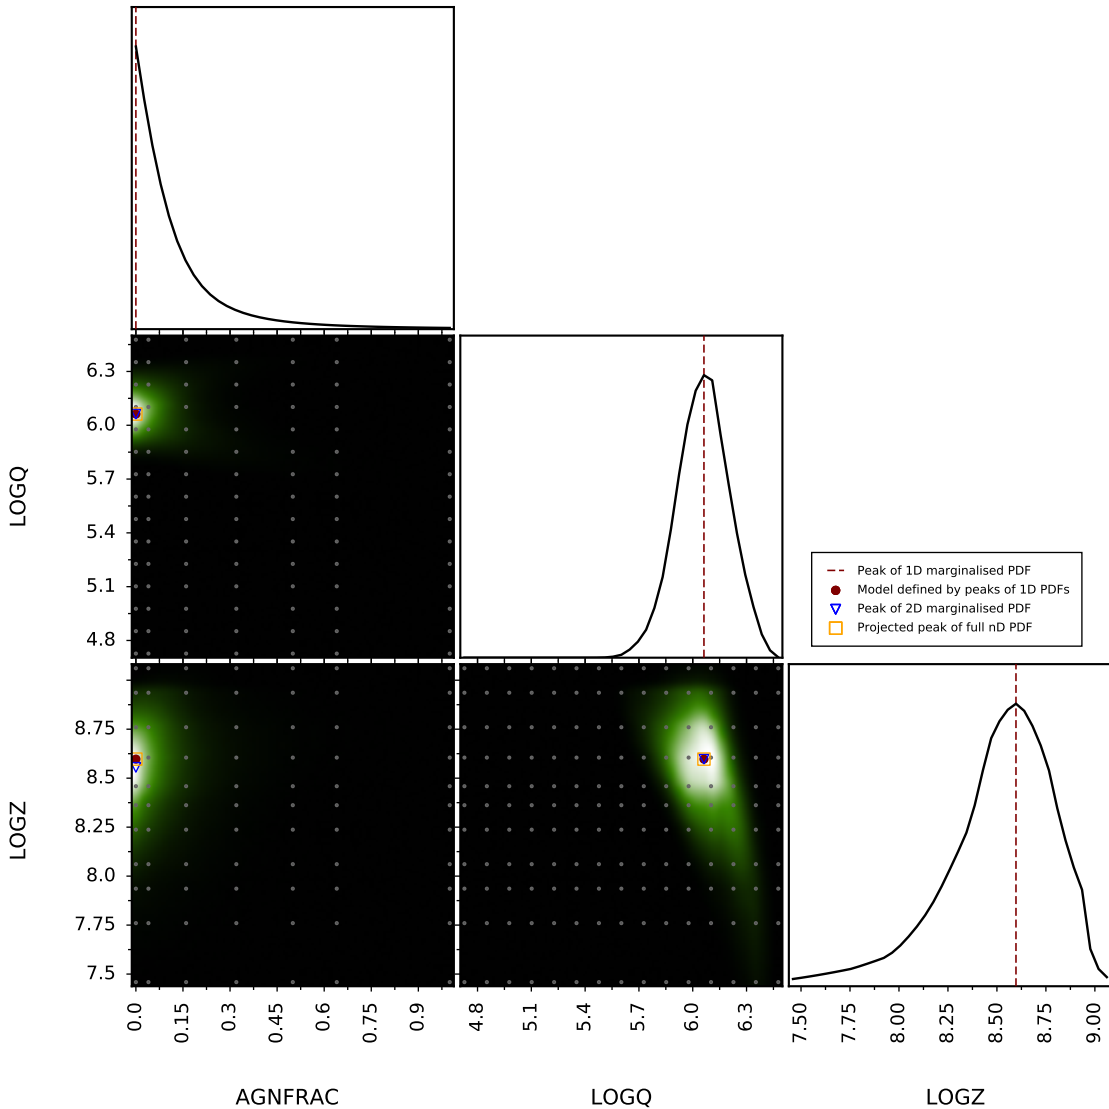 6.3
6.0
5.7
5.4
5.1
4.8
LOGQ
Peak of 1D marginalised PDF
Model defined by peaks of 1D PDFs
Peak of 2D marginalised PDF
Projected peak of full nD PDF
8.75
8.5
8.25
8.0
7.75
7.5
LOGZ
0.0 0.15 0.3 0.45 0.6 0.75 0.9 4.8 5.1 5.4 5.7 6.0 6.3 7.50 7.75 8.00 8.25 8.50 8.75 9.00
AGNFRAC LOGQ LOGZ